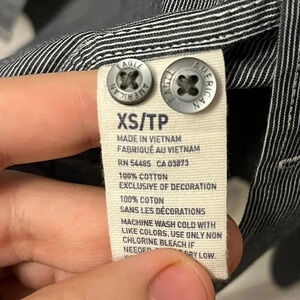 EAGLE AMERICAN
EAGLE AMERICAN
XS/TP
MADE IN VIETNAM
FABRIQUÉ AU VIETNAM
RN 54485 CA 03873
100% COTTON
EXCLUSIVE OF DECORATION
100% COTON
SANS LES DÉCORATIONS
MACHINE WASH COLD WITH
LIKE COLORS. USE ONLY NON
CHLORINE BLEACH IF
DRY LOW.